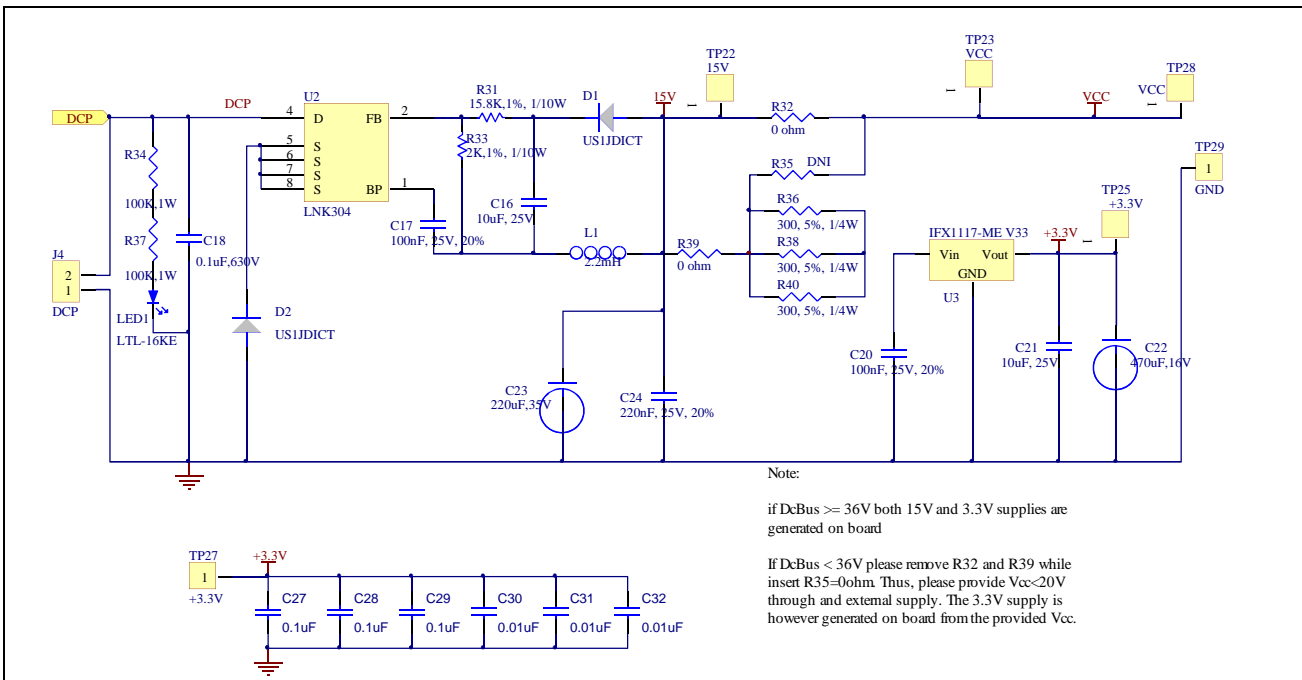 TP23
VCC
TP22
15V
TP28
VCC
1
1
1
U2
R31
15.8K,1%, 1/10W
D1
US1JDICT
15V
R32
0 ohm
VCC
DCP
DCP
4
D
FB
2
5
S
6
S
7
S
8
S
BP
1
LNK304
R33
2K,1%, 1/10W
R34
100K,1W
R37
100K,1W
LED1
LTL-16KE
C18
0.1uF,630V
J4
2
1
DCP
D2
US1JDICT
C17
100nF, 25V, 20%
C16
10uF, 25V
L1
2.2mH
R39
0 ohm
R35
DNI
R36
300, 5%, 1/4W
R38
300, 5%, 1/4W
R40
300, 5%, 1/4W
TP29
1
GND
TP25
+3.3V
1
IFX1117-ME V33
Vin
Vout
GND
U3
+3.3V
C20
100nF, 25V, 20%
C21
10uF, 25V
C22
470uF,16V
C23
220uF,35V
C24
220nF, 25V, 20%
Note:
if DcBus >= 36V both 15V and 3.3V supplies are
generated on board
If DcBus < 36V please remove R32 and R39 while
insert R35=0ohm. Thus, please provide Vcc<20V
through and external supply. The 3.3V supply is
however generated on board from the provided Vcc.
TP27
1
+3.3V
+3.3V
C27
0.1uF
C28
0.1uF
C29
0.1uF
C30
0.01uF
C31
0.01uF
C32
0.01uF